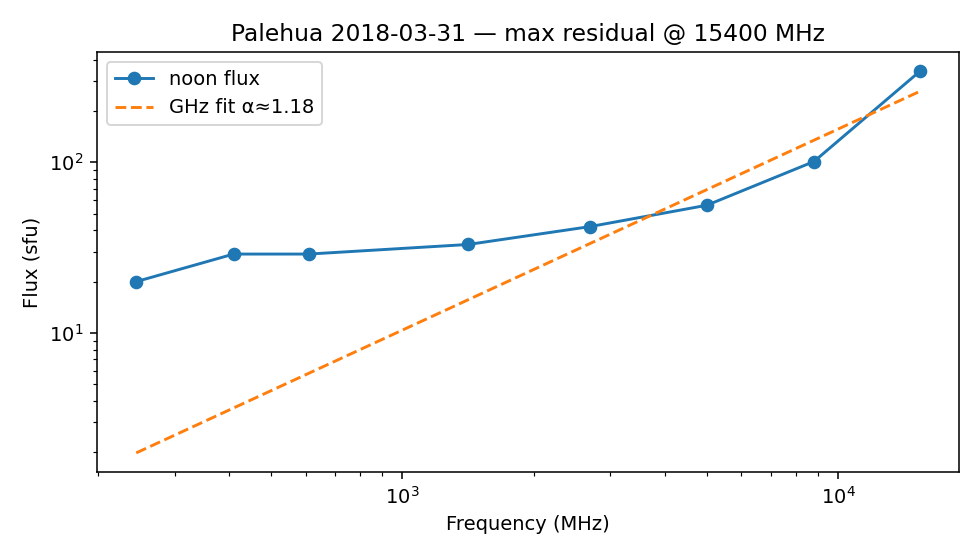 Palehua 2018-03-31 — max residual @ 15400 MHz
noon flux
GHz fit α≈1.18
Flux (sfu)
10²
10¹
10³
10⁴
Frequency (MHz)